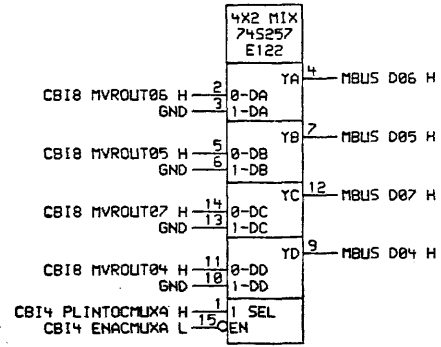 4X2 MIX
74S257
E122
YA 4 MBUS D06 H
CBI8 MVROUT06 H 2 0-DA
GND 3 1-DA
YB 7 MBUS D05 H
CBI8 MVROUT05 H 5 0-DB
GND 6 1-DB
YC 12 MBUS D07 H
CBI8 MVROUT07 H 14 0-DC
GND 13 1-DC
YD 9 MBUS D04 H
CBI8 MVROUT04 H 11 0-DD
GND 10 1-DD
CBI4 PLINTOCMUXA H 1 1 SEL
CBI4 ENACMUXA L 15 EN